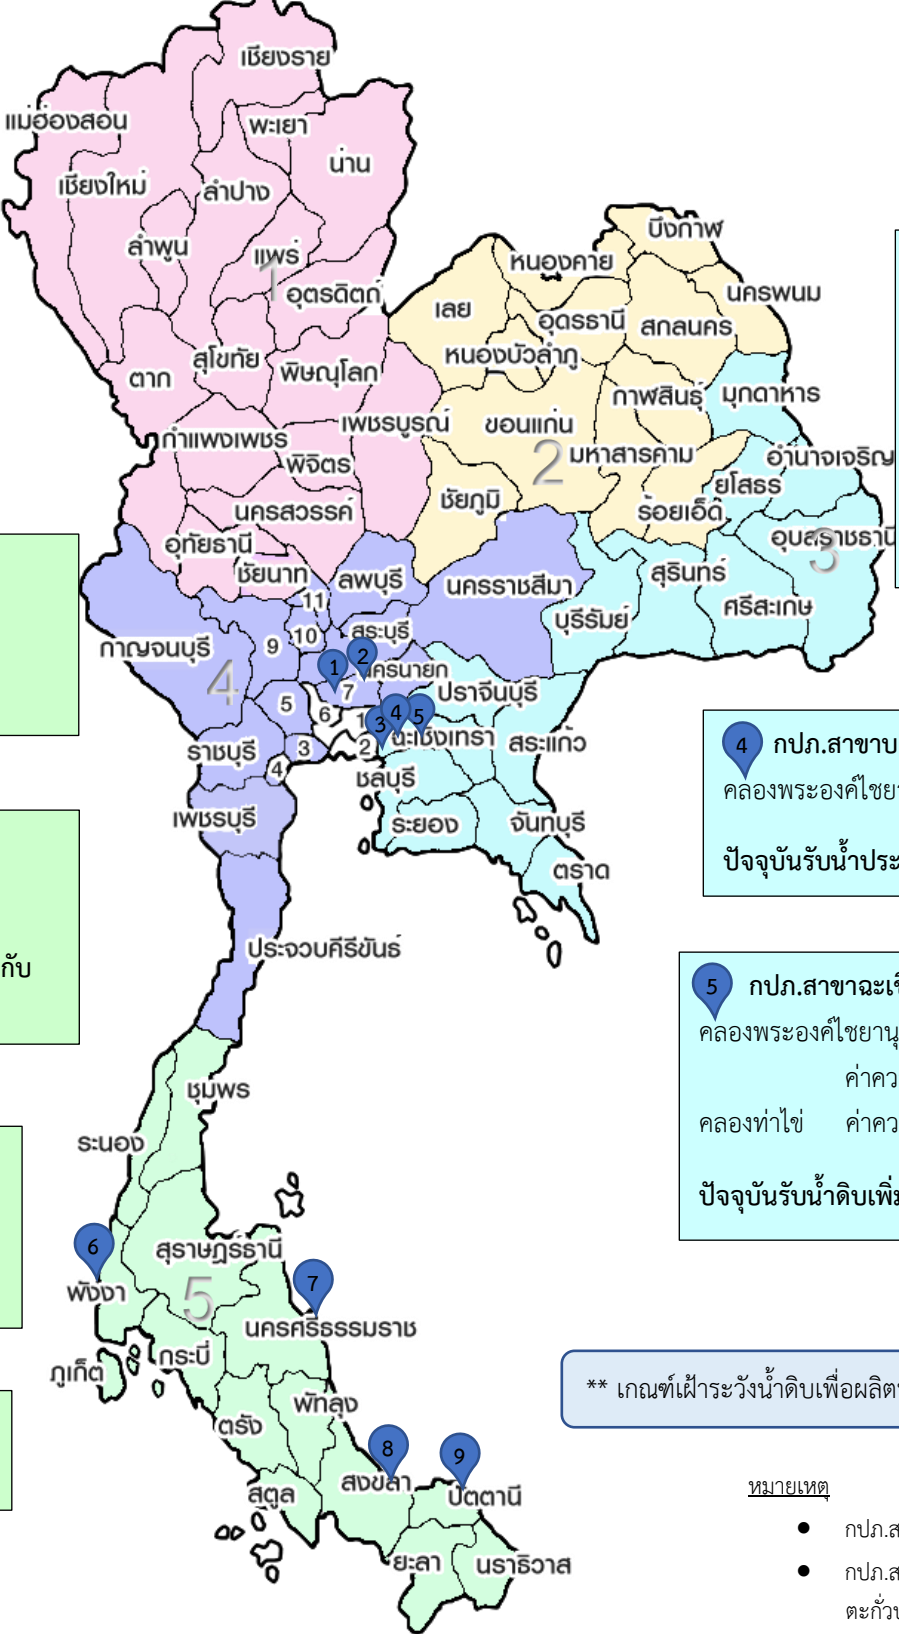 เชียงราย
แม่ฮ่องสอน
พะเยา
น่าน
เชียงใหม่
ลำปาง
ลำพูน
แพร่
1
อุตรดิตถ์
บึงกาฬ
หนองคาย
นครพนม
เลย
อุดรธานี
สกลนคร
หนองบัวลำภู
สุโขทัย
ตาก
พิษณุโลก
กาฬสินธุ์
มุกดาหาร
เพชรบูรณ์
ขอนแก่น
กำแพงเพชร
2
มหาสารคาม
อำนาจเจริญ
พิจิตร
ยโสธร
ชัยภูมิ
ร้อยเอ็ด
นครสวรรค์
อุบลราชธานี
3
อุทัยธานี
ชัยนาท
ลพบุรี
นครราชสีมา
สุรินทร์
11
บุรีรัมย์
ศรีสะเกษ
10
สระบุรี
กาญจนบุรี
9
1
2
นครนายก
4
7
ปราจีนบุรี
5
6
1
3
4
5
ฉะเชิงเทรา
สระแก้ว
ราชบุรี
3
2
4
ชลบุรี
เพชรบุรี
ระยอง
จันทบุรี
ตราด
4 กปภ.สาขาบ
คลองพระองค์ไชยา
ปัจจุบันรับน้ำประ
ประจวบคีรีขันธ์
กับ
5 กปภ.สาขาฉะเชิ
คลองพระองค์ไชยานุ
ค่าคว
คลองท่าไข่ ค่าคว
ปัจจุบันรับน้ำดิบเพิ่ม
ชุมพร
ระนอง
6
สุราษฎร์ธานี
7
พังงา
5
นครศรีธรรมราช
ภูเก็ต
กระบี่
พัทลุง
ตรัง
** เกณฑ์เฝ้าระวังน้ำดิบเพื่อผลิต
8
9
สงขลา
สตูล
ปัตตานี
หมายเหตุ
● กปภ.ส
ยะลา
นราธิวาส
● กปภ.ส
ตะกั่วป